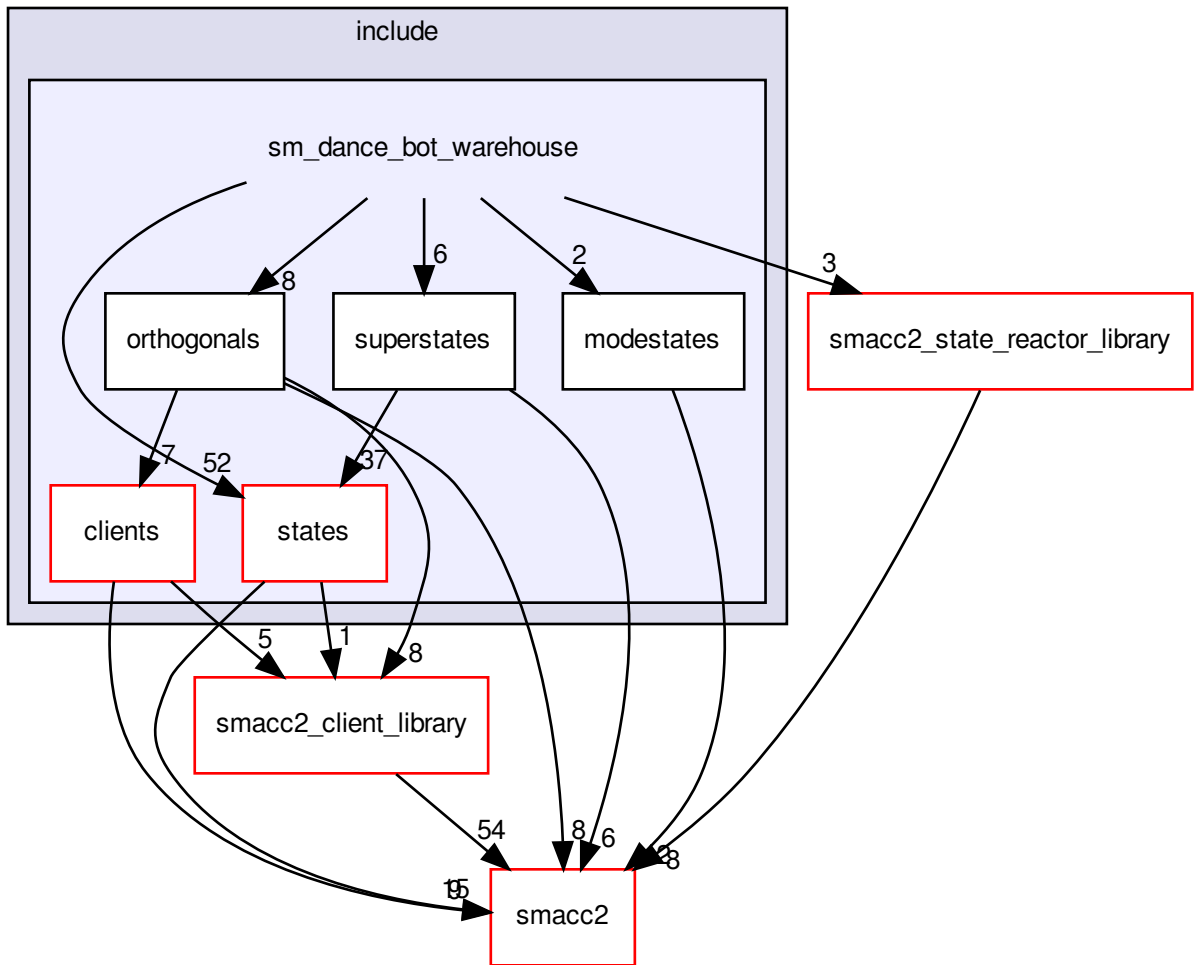 include
sm_dance_bot_warehouse
6
2
3
8
orthogonals
superstates
modestates
smacc2_state_reactor_library
7
52
37
clients
states
5
1
8
smacc2_client_library
54
8
6
8
smacc2